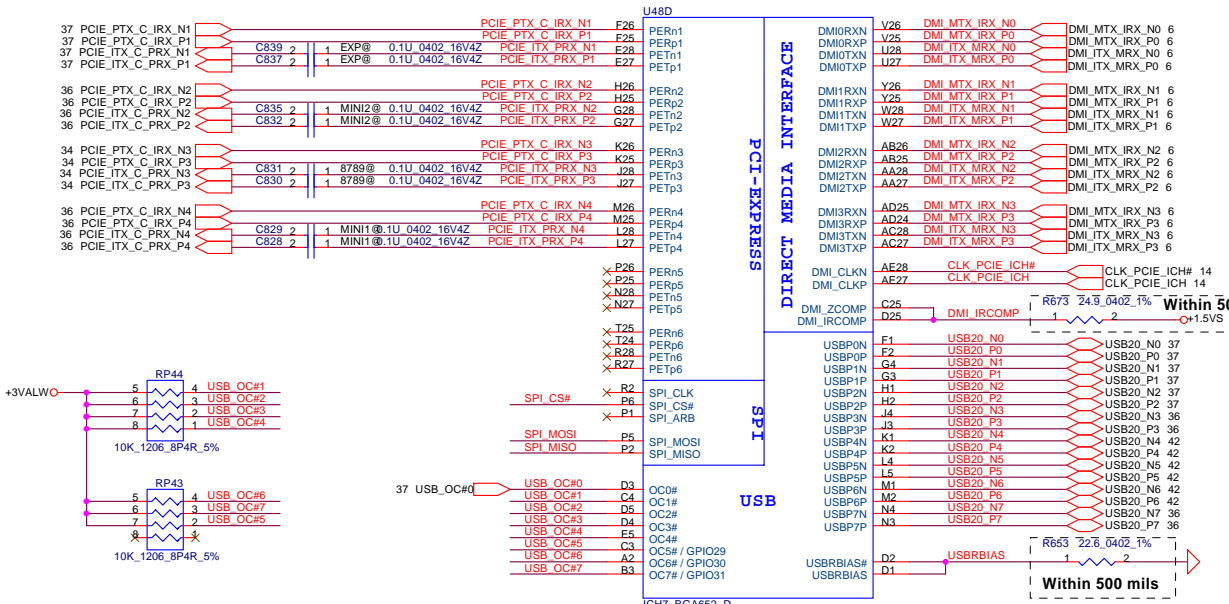 U48D
37 PCIE_PTX_C_IRX_N1 PCIE_PTX_C_IRX_N1 F26 PERn1 DMI0RXN V26 DMI_MTX_IRX_N0 DMI_MTX_IRX_N0 6
37 PCIE_PTX_C_IRX_P1 PCIE_PTX_C_IRX_P1 F25 PERp1 DMI0RXP V25 DMI_MTX_IRX_P0 DMI_MTX_IRX_P0 6
37 PCIE_ITX_C_PRX_N1 C839 2 1 EXP@ 0.1U_0402_16V4Z PCIE_ITX_PRX_N1 E28 PETn1 DMI0TXN U28 DMI_ITX_MRX_N0 DMI_ITX_MRX_N0 6
37 PCIE_ITX_C_PRX_P1 C837 2 1 EXP@ 0.1U_0402_16V4Z PCIE_ITX_PRX_P1 E27 PETp1 DMI0TXP U27 DMI_ITX_MRX_P0 DMI_ITX_MRX_P0 6
36 PCIE_PTX_C_IRX_N2 PCIE_PTX_C_IRX_N2 H26 PERn2 DMI1RXN Y26 DMI_MTX_IRX_N1 DMI_MTX_IRX_N1 6
36 PCIE_PTX_C_IRX_P2 PCIE_PTX_C_IRX_P2 H25 PERp2 DMI1RXP Y25 DMI_MTX_IRX_P1 DMI_MTX_IRX_P1 6
36 PCIE_ITX_C_PRX_N2 C835 2 1 MINI2@ 0.1U_0402_16V4Z PCIE_ITX_PRX_N2 G28 PETn2 DMI1TXN W28 DMI_ITX_MRX_N1 DMI_ITX_MRX_N1 6
36 PCIE_ITX_C_PRX_P2 C832 2 1 MINI2@ 0.1U_0402_16V4Z PCIE_ITX_PRX_P2 G27 PETp2 DMI1TXP W27 DMI_ITX_MRX_P1 DMI_ITX_MRX_P1 6
34 PCIE_PTX_C_IRX_N3 PCIE_PTX_C_IRX_N3 K26 PERn3 DMI2RXN AB26 DMI_MTX_IRX_N2 DMI_MTX_IRX_N2 6
34 PCIE_PTX_C_IRX_P3 PCIE_PTX_C_IRX_P3 K25 PERp3 DMI2RXP AB25 DMI_MTX_IRX_P2 DMI_MTX_IRX_P2 6
34 PCIE_ITX_C_PRX_N3 C831 2 1 8789@ 0.1U_0402_16V4Z PCIE_ITX_PRX_N3 J28 PETn3 DMI2TXN AA28 DMI_ITX_MRX_N2 DMI_ITX_MRX_N2 6
34 PCIE_ITX_C_PRX_P3 C830 2 1 8789@ 0.1U_0402_16V4Z PCIE_ITX_PRX_P3 J27 PETp3 DMI2TXP AA27 DMI_ITX_MRX_P2 DMI_ITX_MRX_P2 6
36 PCIE_PTX_C_IRX_N4 PCIE_PTX_C_IRX_N4 M26 PERn4 DMI3RXN AD25 DMI_MTX_IRX_N3 DMI_MTX_IRX_N3 6
36 PCIE_PTX_C_IRX_P4 PCIE_PTX_C_IRX_P4 M25 PERp4 DMI3RXP AD24 DMI_MTX_IRX_P3 DMI_MTX_IRX_P3 6
36 PCIE_ITX_C_PRX_N4 C829 2 1 MINI1@ 0.1U_0402_16V4Z PCIE_ITX_PRX_N4 L28 PETn4 DMI3TXN AC28 DMI_ITX_MRX_N3 DMI_ITX_MRX_N3 6
36 PCIE_ITX_C_PRX_P4 C828 2 1 MINI1@ 0.1U_0402_16V4Z PCIE_ITX_PRX_P4 L27 PETp4 DMI3TXP AC27 DMI_ITX_MRX_P3 DMI_ITX_MRX_P3 6
PCI-EXPRESS
DIRECT MEDIA INTERFACE
P26 PERn5 DMI_CLKN AE28 CLK_PCIE_ICH# CLK_PCIE_ICH# 14
P25 PERp5 DMI_CLKP AE27 CLK_PCIE_ICH CLK_PCIE_ICH 14
N28 PETn5
N27 PETp5 DMI_ZCOMP C25
DMI_IRCOMP D25 DMI_IRCOMP R673 24.9_0402_1% Within 50
1 2 +1.5VS
T25 PERn6
T24 PERp6
R28 PETn6
R27 PETp6
USBP0N F1 USB20_N0 USB20_N0 37
USBP0P F2 USB20_P0 USB20_P0 37
USBP1N G4 USB20_N1 USB20_N1 37
USBP1P G3 USB20_P1 USB20_P1 37
USBP2N H1 USB20_N2 USB20_N2 37
USBP2P H2 USB20_P2 USB20_P2 37
USBP3N J4 USB20_N3 USB20_N3 36
USBP3P J3 USB20_P3 USB20_P3 36
USBP4N K1 USB20_N4 USB20_N4 42
USBP4P K2 USB20_P4 USB20_P4 42
USBP5N L4 USB20_N5 USB20_N5 42
USBP5P L5 USB20_P5 USB20_P5 42
USBP6N M1 USB20_N6 USB20_N6 42
USBP6P M2 USB20_P6 USB20_P6 42
USBP7N N4 USB20_N7 USB20_N7 36
USBP7P N3 USB20_P7 USB20_P7 36
RP44
+3VALW 5 4 USB_OC#1
6 3 USB_OC#2
7 2 USB_OC#3
8 1 USB_OC#4
10K_1206_8P4R_5%
R2 SPI_CLK
SPI_CS# P6 SPI_CS#
P1 SPI_ARB
SPI_MOSI P5 SPI_MOSI
SPI_MISO P2 SPI_MISO
SPI
RP43
5 4 USB_OC#6
6 3 USB_OC#7
7 2 USB_OC#5
8 1
10K_1206_8P4R_5%
USB
37 USB_OC#0 USB_OC#0 D3 OC0#
USB_OC#1 C4 OC1#
USB_OC#2 D5 OC2#
USB_OC#3 D4 OC3#
USB_OC#4 E5 OC4#
USB_OC#5 C3 OC5# / GPIO29
USB_OC#6 A2 OC6# / GPIO30
USB_OC#7 B3 OC7# / GPIO31
USBRBIAS# D2 USBRBIAS R653 22.6_0402_1%
USBRBIAS D1 1 2
Within 500 mils
ICH7_BGA652_D